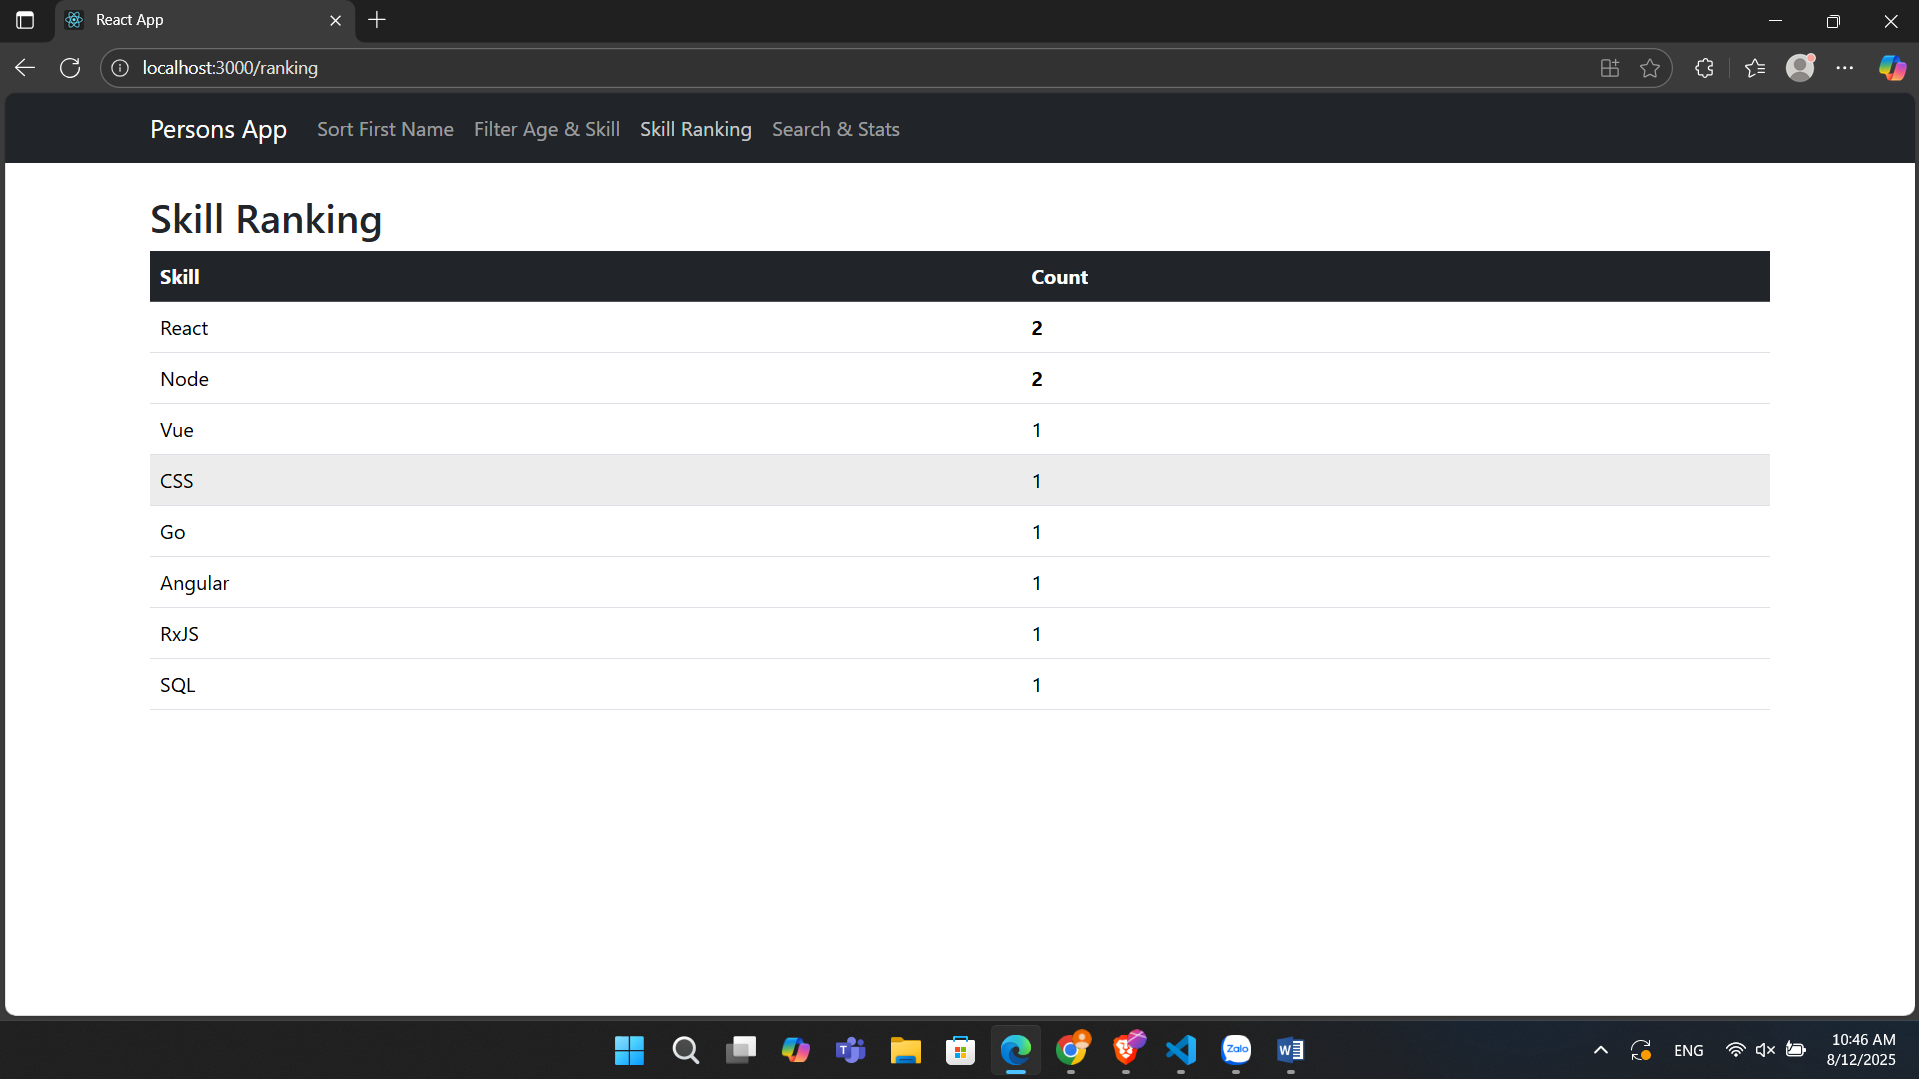 React App
localhost:3000/ranking
Persons App Sort First Name Filter Age & Skill Skill Ranking Search & Stats
Skill Ranking
Skill Count
React 2
Node 2
Vue 1
CSS 1
Go 1
Angular 1
RxJS 1
SQL 1
Zalo
ENG
10:46 AM
8/12/2025